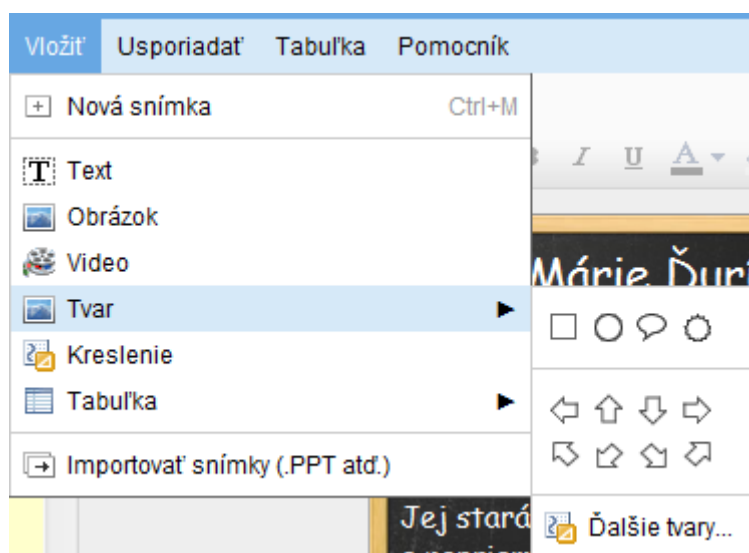 Vložiť Usporiadať Tabuľka Pomocník
Nová snímka Ctrl+M
Text
Obrázok
Video
Tvar
Kreslenie
Tabuľka
Importovať snímky (.PPT atď.)
I U A
Márie Ďuri
Ďalšie tvary...
Jej stará